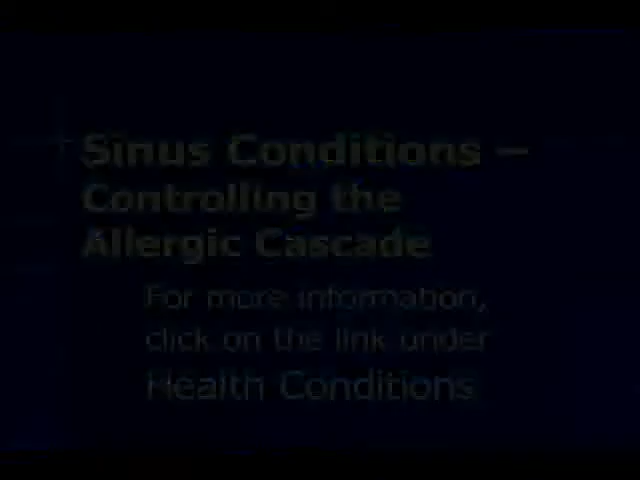 Sinus Conditions –
Controlling the
Allergic Cascade
For more information,
click on the link under
Health Conditions